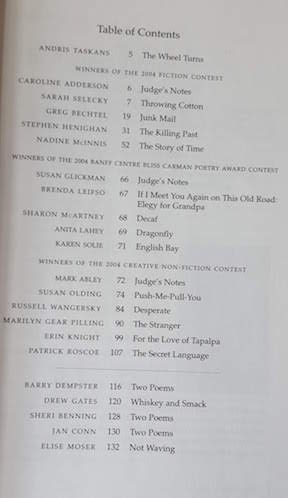 Table of Contents
ANDRIS TASKANS 5 The Wheel Turns
WINNERS OF THE 2004 FICTION CONTEST
CAROLINE ADDERSON 6 Judge's Notes
SARAH SELECKY 7 Throwing Cotton
GREG BECHTEL 19 Junk Mail
STEPHEN HENIGHAN 31 The Killing Past
NADINE McINNIS 52 The Story of Time
WINNERS OF THE 2004 BANFF CENTRE BLISS CARMAN POETRY AWARD CONTEST
SUSAN GLICKMAN 66 Judge's Notes
BRENDA LEIFSO 67 If I Meet You Again on This Old Road:
Elegy for Grandpa
SHARON McCARTNEY 68 Decaf
ANITA LAHEY 69 Dragonfly
KAREN SOLIE 71 English Bay
WINNERS OF THE 2004 CREATIVE NON-FICTION CONTEST
MARK ABLEY 72 Judge's Notes
SUSAN OLDING 74 Push-Me-Pull-You
RUSSELL WANGERSKY 84 Desperate
MARILYN GEAR PILLING 90 The Stranger
ERIN KNIGHT 99 For the Love of Tapalpa
PATRICK ROSCOE 107 The Secret Language
BARRY DEMPSTER 116 Two Poems
DREW GATES 120 Whiskey and Smack
SHERI BENNING 128 Two Poems
JAN CONN 130 Two Poems
ELISE MOSER 132 Not Waving